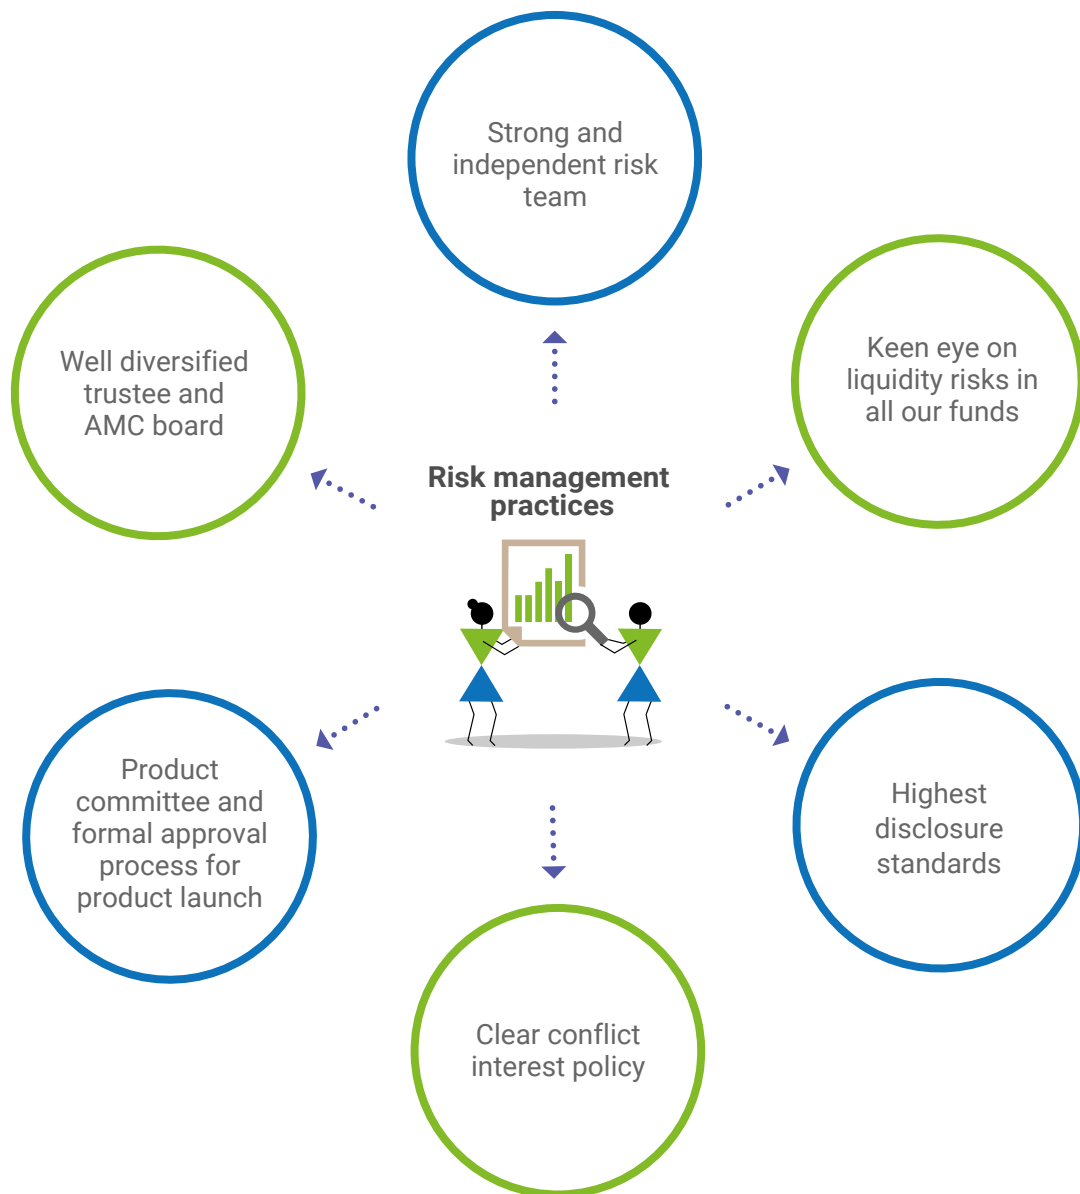 Strong and
independent risk
team
Well diversified
trustee and
AMC board
Keen eye on
liquidity risks in
all our funds
Risk management
practices
Product
committee and
formal approval
process for
product launch
Highest
disclosure
standards
Clear conflict
interest policy